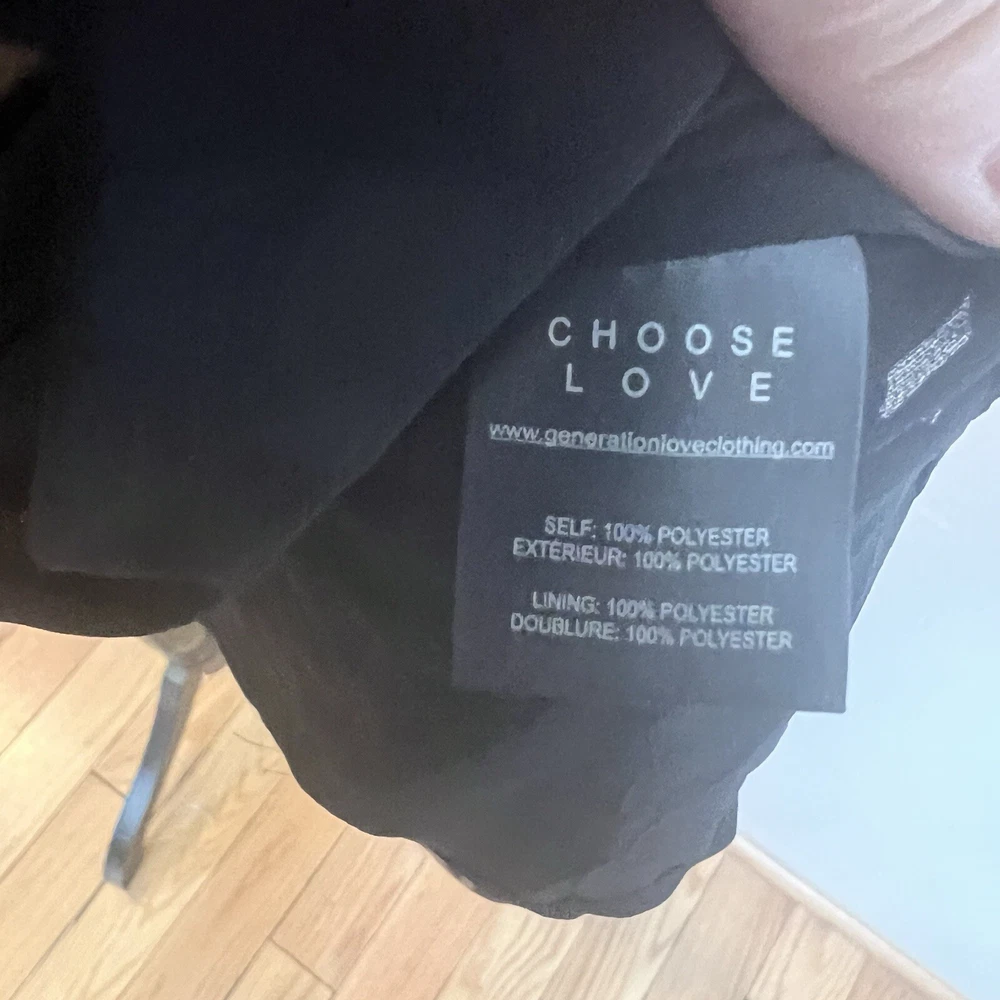 CHOOSE
LOVE
www.generationloveclothing.com
SELF: 100% POLYESTER
EXTÉRIEUR: 100% POLYESTER
LINING: 100% POLYESTER
DOUBLURE: 100% POLYESTER